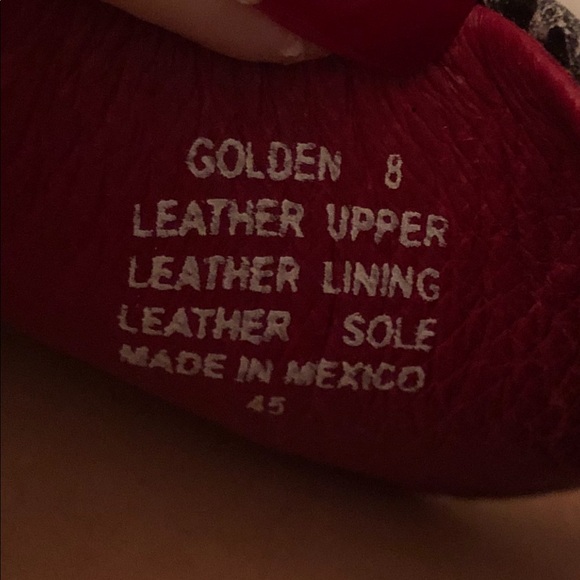 GOLDEN 8
LEATHER UPPER
LEATHER LINING
LEATHER SOLE
MADE IN MEXICO
45